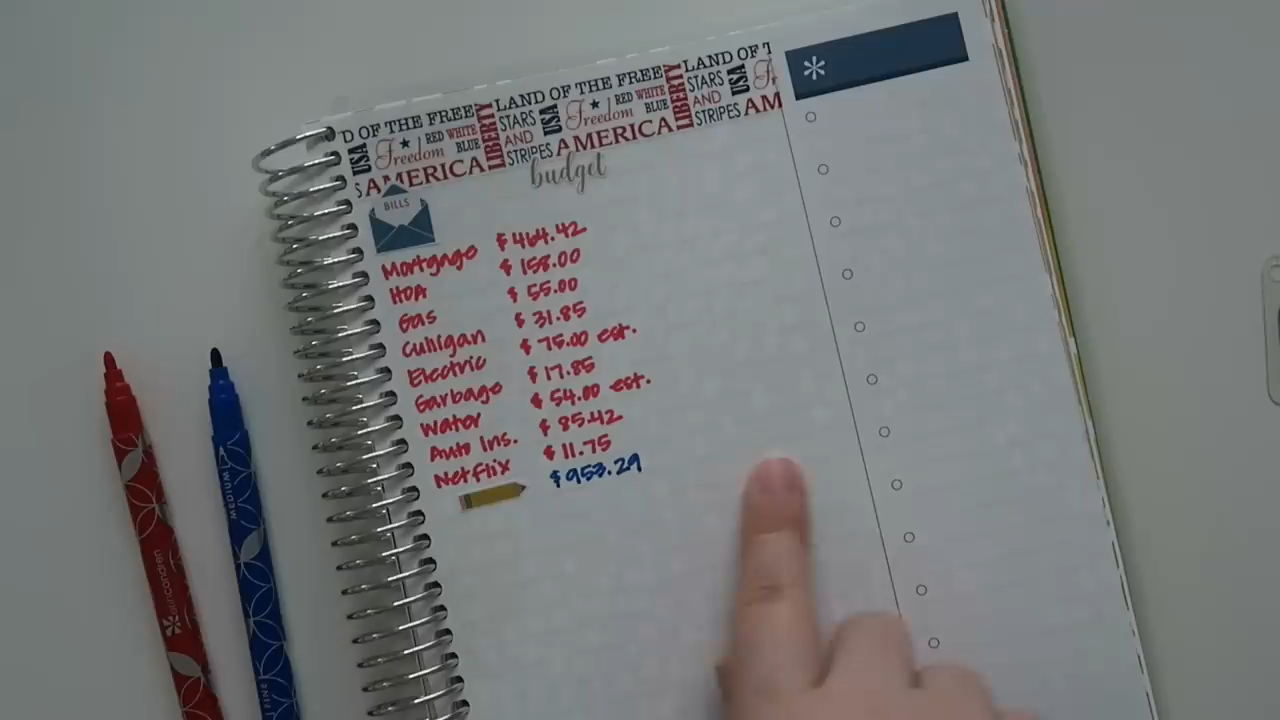 D OF THE FREE LAND OF THE FREE LAND OF T
USA Freedom RED WHITE BLUE LIBERTY STARS AND STRIPES USA Freedom RED WHITE BLUE LIBERTY STARS AND STRIPES USA F
S AMERICA AMERICA AM
budget
BILLS
*
Mortgage $464.42
HOA $158.00
Gas $55.00
Culligan $31.85
Electric $75.00 est.
Garbage $17.85
Water $54.00 est.
Auto Ins. $85.42
Netflix $11.75
$953.29
erincondren
MEDIUM
FINE